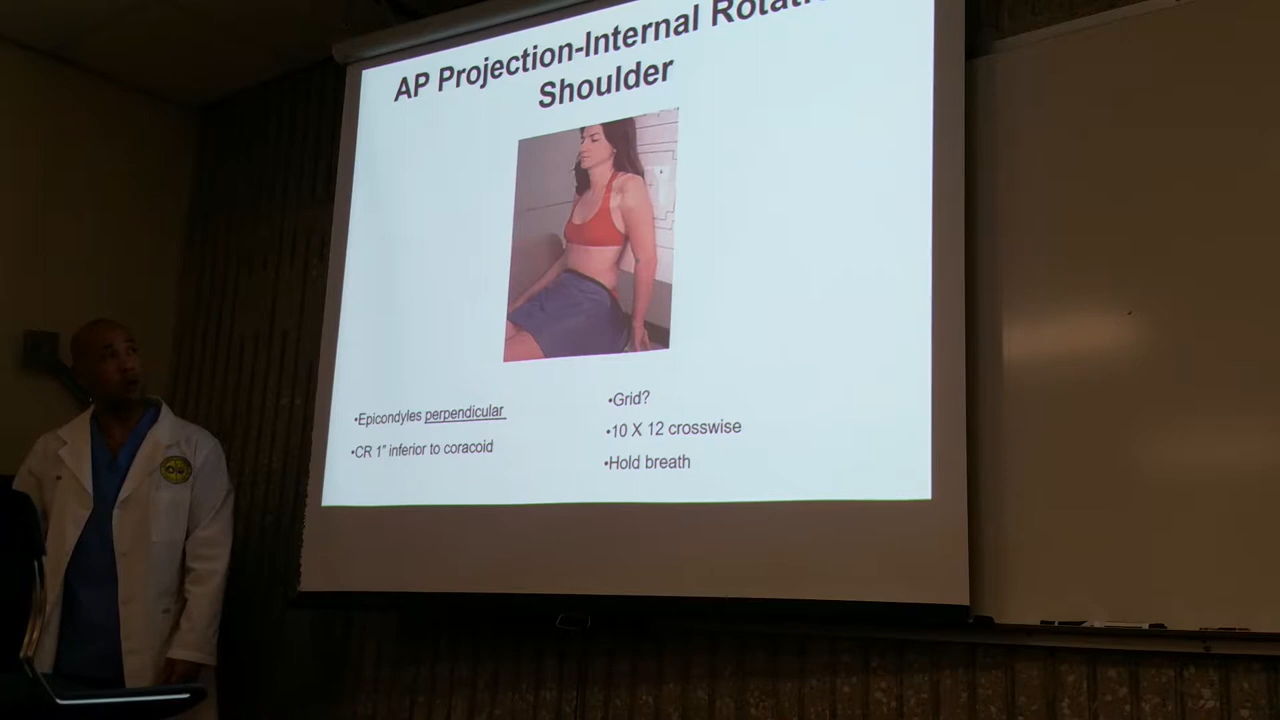 AP Projection-Internal Rotati
Shoulder
•Epicondyles perpendicular
•CR 1" inferior to coracoid
•Grid?
•10 X 12 crosswise
•Hold breath